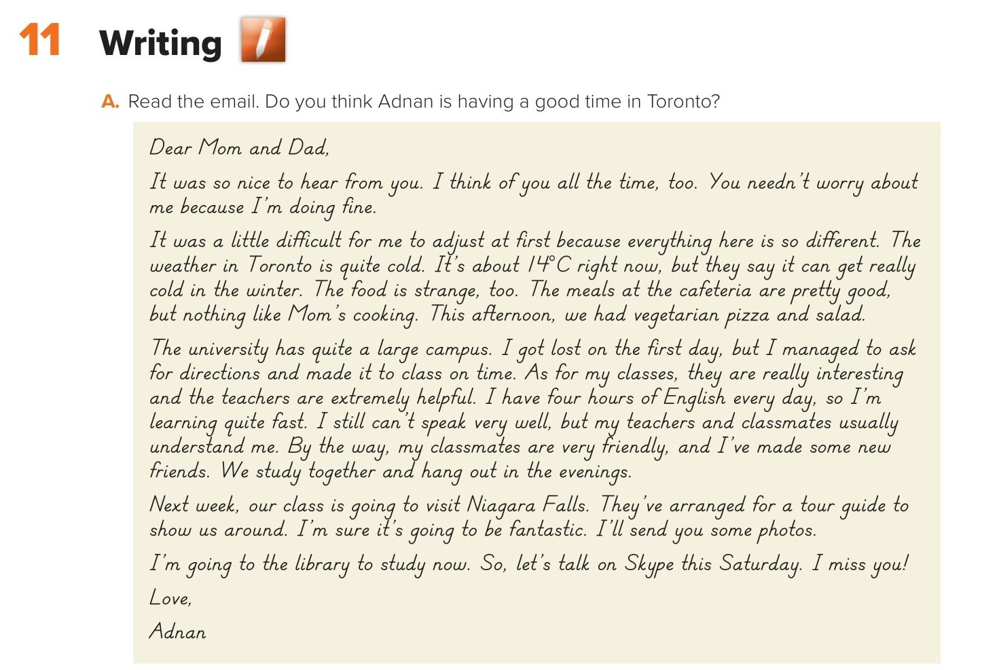 11 Writing
A. Read the email. Do you think Adnan is having a good time in Toronto?
Dear Mom and Dad,
It was so nice to hear from you. I think of you all the time, too. You needn't worry about
me because I'm doing fine.
It was a little difficult for me to adjust at first because everything here is so different. The
weather in Toronto is quite cold. It's about 14°C right now, but they say it can get really
cold in the winter. The food is strange, too. The meals at the cafeteria are pretty good,
but nothing like Mom's cooking. This afternoon, we had vegetarian pizza and salad.
The university has quite a large campus. I got lost on the first day, but I managed to ask
for directions and made it to class on time. As for my classes, they are really interesting
and the teachers are extremely helpful. I have four hours of English every day, so I'm
learning quite fast. I still can't speak very well, but my teachers and classmates usually
understand me. By the way, my classmates are very friendly, and I've made some new
friends. We study together and hang out in the evenings.
Next week, our class is going to visit Niagara Falls. They've arranged for a tour guide to
show us around. I'm sure it's going to be fantastic. I'll send you some photos.
I'm going to the library to study now. So, let's talk on Skype this Saturday. I miss you!
Love,
Adnan